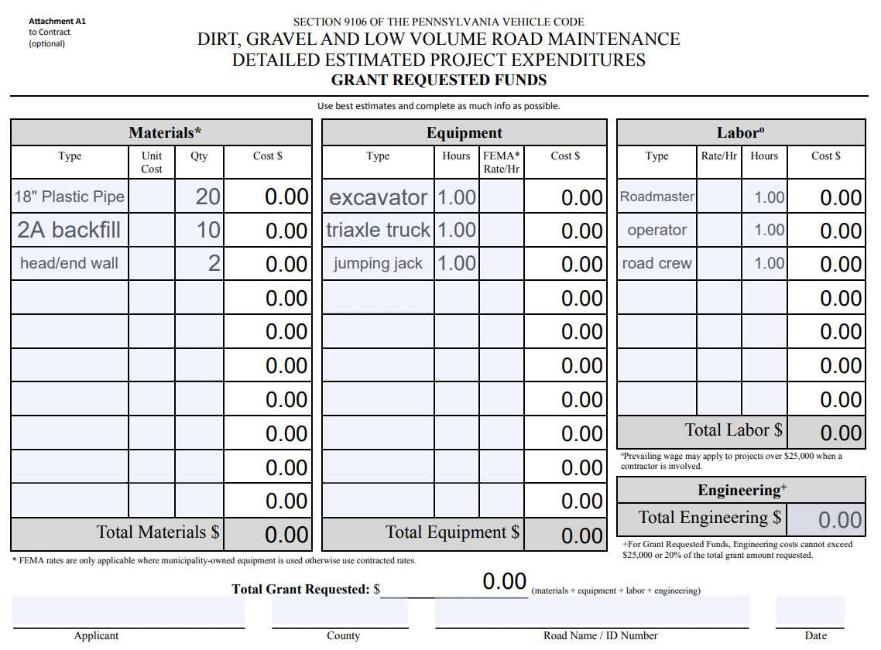 Attachment A1
to Contract
(optional)
SECTION 9106 OF THE PENNSYLVANIA VEHICLE CODE
DIRT, GRAVEL AND LOW VOLUME ROAD MAINTENANCE
DETAILED ESTIMATED PROJECT EXPENDITURES
GRANT REQUESTED FUNDS
Use best estimates and complete as much info as possible.
Materials*
Type Unit Cost Qty Cost $
18" Plastic Pipe 20 0.00
2A backfill 10 0.00
head/end wall 2 0.00
0.00
0.00
0.00
0.00
0.00
0.00
0.00
Total Materials $ 0.00
Equipment
Type Hours FEMA* Rate/Hr Cost $
excavator 1.00 0.00
triaxle truck 1.00 0.00
jumping jack 1.00 0.00
0.00
0.00
0.00
0.00
0.00
0.00
0.00
Total Equipment $ 0.00
Laborº
Type Rate/Hr Hours Cost $
Roadmaster 1.00 0.00
operator 1.00 0.00
road crew 1.00 0.00
0.00
0.00
0.00
0.00
Total Labor $ 0.00
ºPrevailing wage may apply to projects over $25,000 when a
contractor is involved.
Engineering+
Total Engineering $ 0.00
+For Grant Requested Funds, Engineering costs cannot exceed
$25,000 or 20% of the total grant amount requested.
* FEMA rates are only applicable where municipality-owned equipment is used otherwise use contracted rates.
Total Grant Requested: $ 0.00 (materials + equipment + labor + engineering)
Applicant County Road Name / ID Number Date